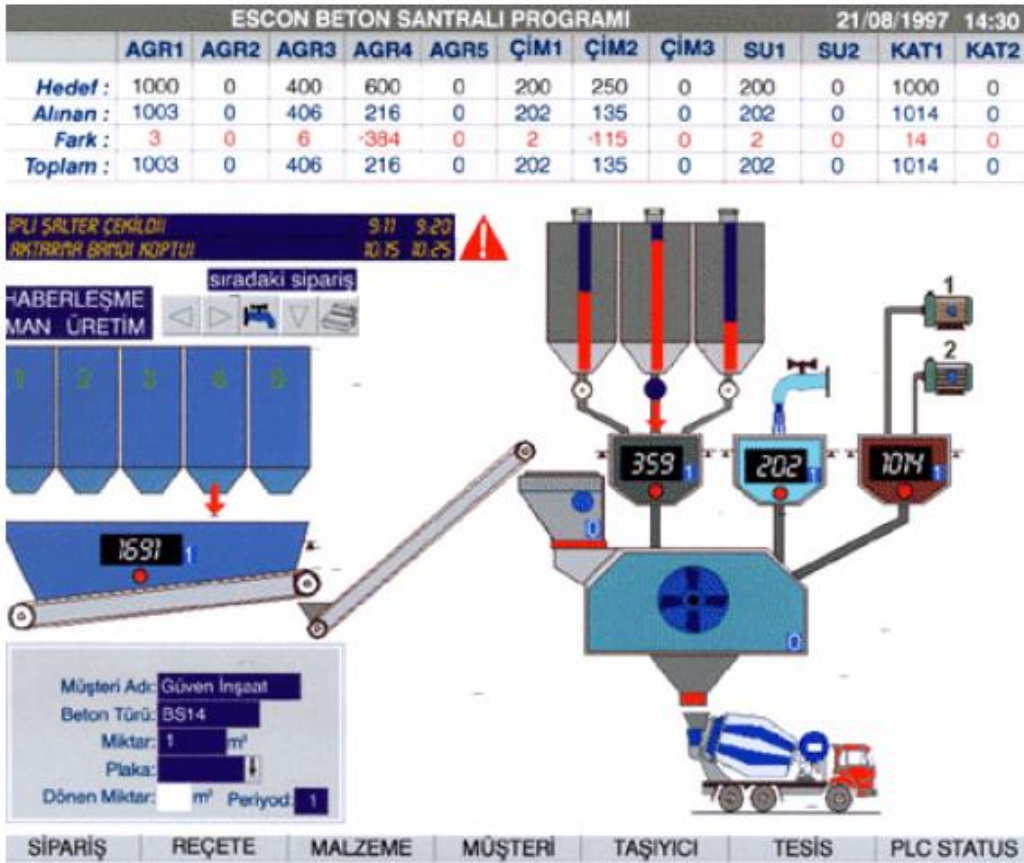 ESCON BETON SANTRALI PROGRAMI 21/08/1997 14:30
AGR1 AGR2 AGR3 AGR4 AGR5 ÇİM1 ÇİM2 ÇİM3 SU1 SU2 KAT1 KAT2
Hedef : 1000 0 400 600 0 200 250 0 200 0 1000 0
Alınan : 1003 0 406 216 0 202 135 0 202 0 1014 0
Fark : 3 0 6 -384 0 2 -115 0 2 0 14 0
Toplam : 1003 0 406 216 0 202 135 0 202 0 1014 0
İPLİ ŞALTER ÇEKİLDİ! 9:11 9:20
AKTARMA BANDI KOPTU! 10:15 10:25
sıradaki sipariş
HABERLEŞME
MAN ÜRETİM
1 2 3 4 5
1
2
359 1
202 1
1014 1
0
1691 1
0
Müşteri Adı: Güven İnşaat
Beton Türü: BS14
Miktar: 1 m³
Plaka:
Dönen Miktar: m³ Periyod: 1
SİPARİŞ REÇETE MALZEME MÜŞTERİ TAŞIYICI TESİS PLC STATUS